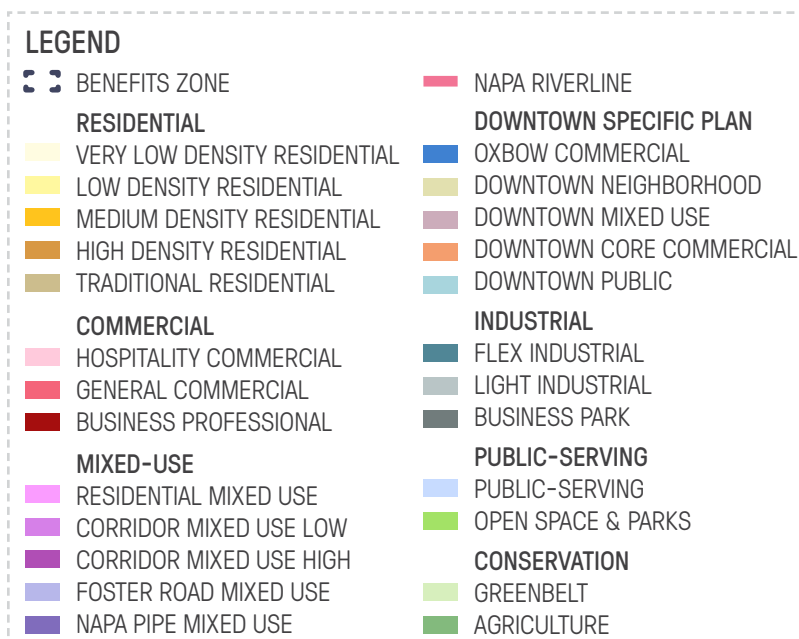 LEGEND
BENEFITS ZONE
RESIDENTIAL
VERY LOW DENSITY RESIDENTIAL
LOW DENSITY RESIDENTIAL
MEDIUM DENSITY RESIDENTIAL
HIGH DENSITY RESIDENTIAL
TRADITIONAL RESIDENTIAL
COMMERCIAL
HOSPITALITY COMMERCIAL
GENERAL COMMERCIAL
BUSINESS PROFESSIONAL
MIXED-USE
RESIDENTIAL MIXED USE
CORRIDOR MIXED USE LOW
CORRIDOR MIXED USE HIGH
FOSTER ROAD MIXED USE
NAPA PIPE MIXED USE
NAPA RIVERLINE
DOWNTOWN SPECIFIC PLAN
OXBOW COMMERCIAL
DOWNTOWN NEIGHBORHOOD
DOWNTOWN MIXED USE
DOWNTOWN CORE COMMERCIAL
DOWNTOWN PUBLIC
INDUSTRIAL
FLEX INDUSTRIAL
LIGHT INDUSTRIAL
BUSINESS PARK
PUBLIC-SERVING
PUBLIC-SERVING
OPEN SPACE & PARKS
CONSERVATION
GREENBELT
AGRICULTURE